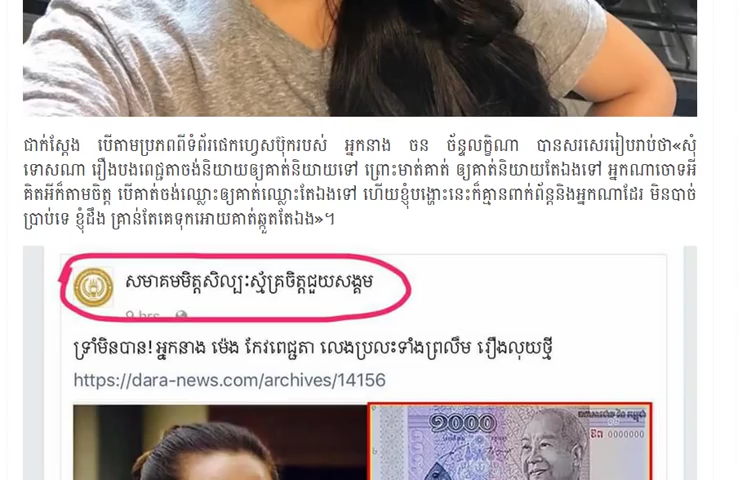 ជាក់ស្ដែង បើតាមប្រភពពីទំព័រផេកហ្វេសប៊ុករបស់ អ្នកនាង ចន ច័ន្ទលក្ខិណា បានសរសេររៀបរាប់ថា«សុំ
ទោសណា រឿងបងពេជ្ជតាចង់និយាយឲ្យគាត់និយាយទៅ ព្រោះមាត់គាត់ ឲ្យគាត់និយាយតែឯងទៅ អ្នកណាចោទអី
គិតអីក៏តាមចិត្ត បើគាត់ចង់ឈ្លោះឲ្យគាត់ឈ្លោះតែឯងទៅ ហើយខ្ញុំបង្ហោះនេះក៏គ្មានពាក់ព័ន្ធនិងអ្នកណាដែរ មិនបាច់
ប្រាប់ទេ ខ្ញុំដឹង គ្រាន់តែគេទុកអោយគាត់ឆ្កួតតែឯង»។
សមាគមមិត្តសិល្បៈស្ម័គ្រចិត្តជួយសង្គម
9 hrs
ទ្រាំមិនបាន! អ្នកនាង ម៉េង កែវពេជ្ជតា លេងប្រលះទាំងព្រលឹម រឿងលុយថ្មី
https://dara-news.com/archives/14156
១០០០
0000000